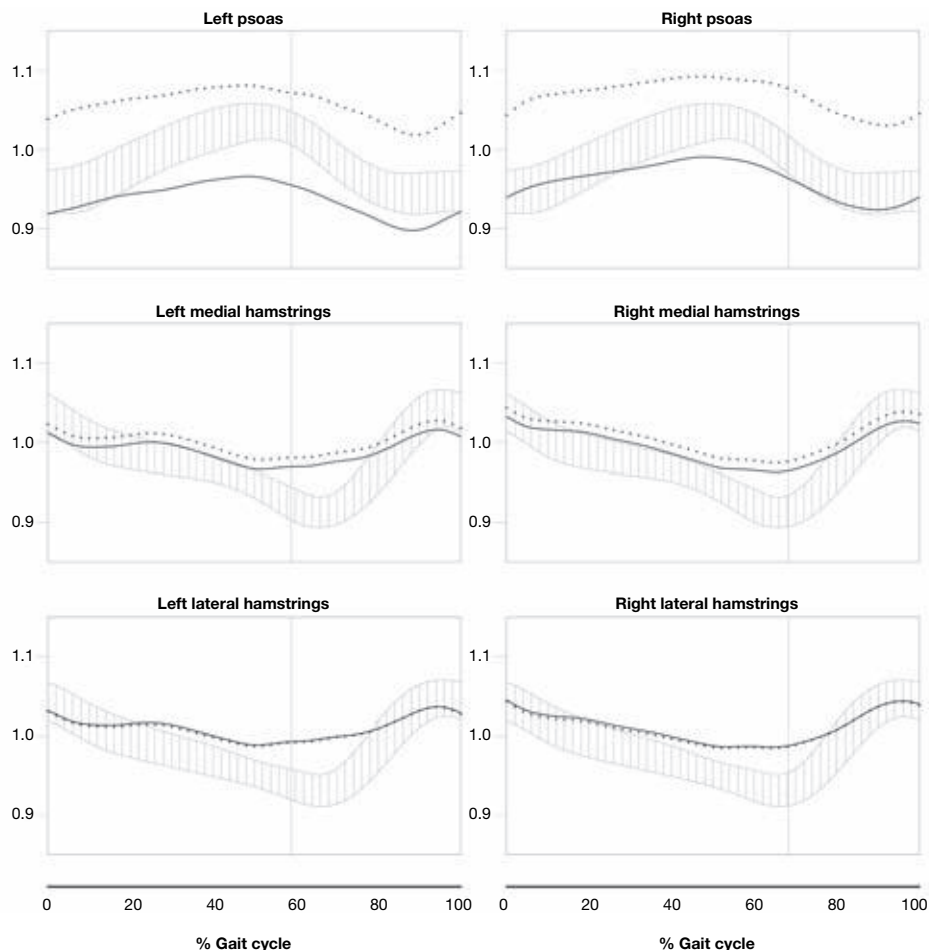 Left psoas
Right psoas
1.1
1.0
0.9
1.1
1.0
0.9
Left medial hamstrings
Right medial hamstrings
1.1
1.0
0.9
1.1
1.0
0.9
Left lateral hamstrings
Right lateral hamstrings
1.1
1.0
0.9
1.1
1.0
0.9
0 20 40 60 80 100
0 20 40 60 80 100
% Gait cycle
% Gait cycle